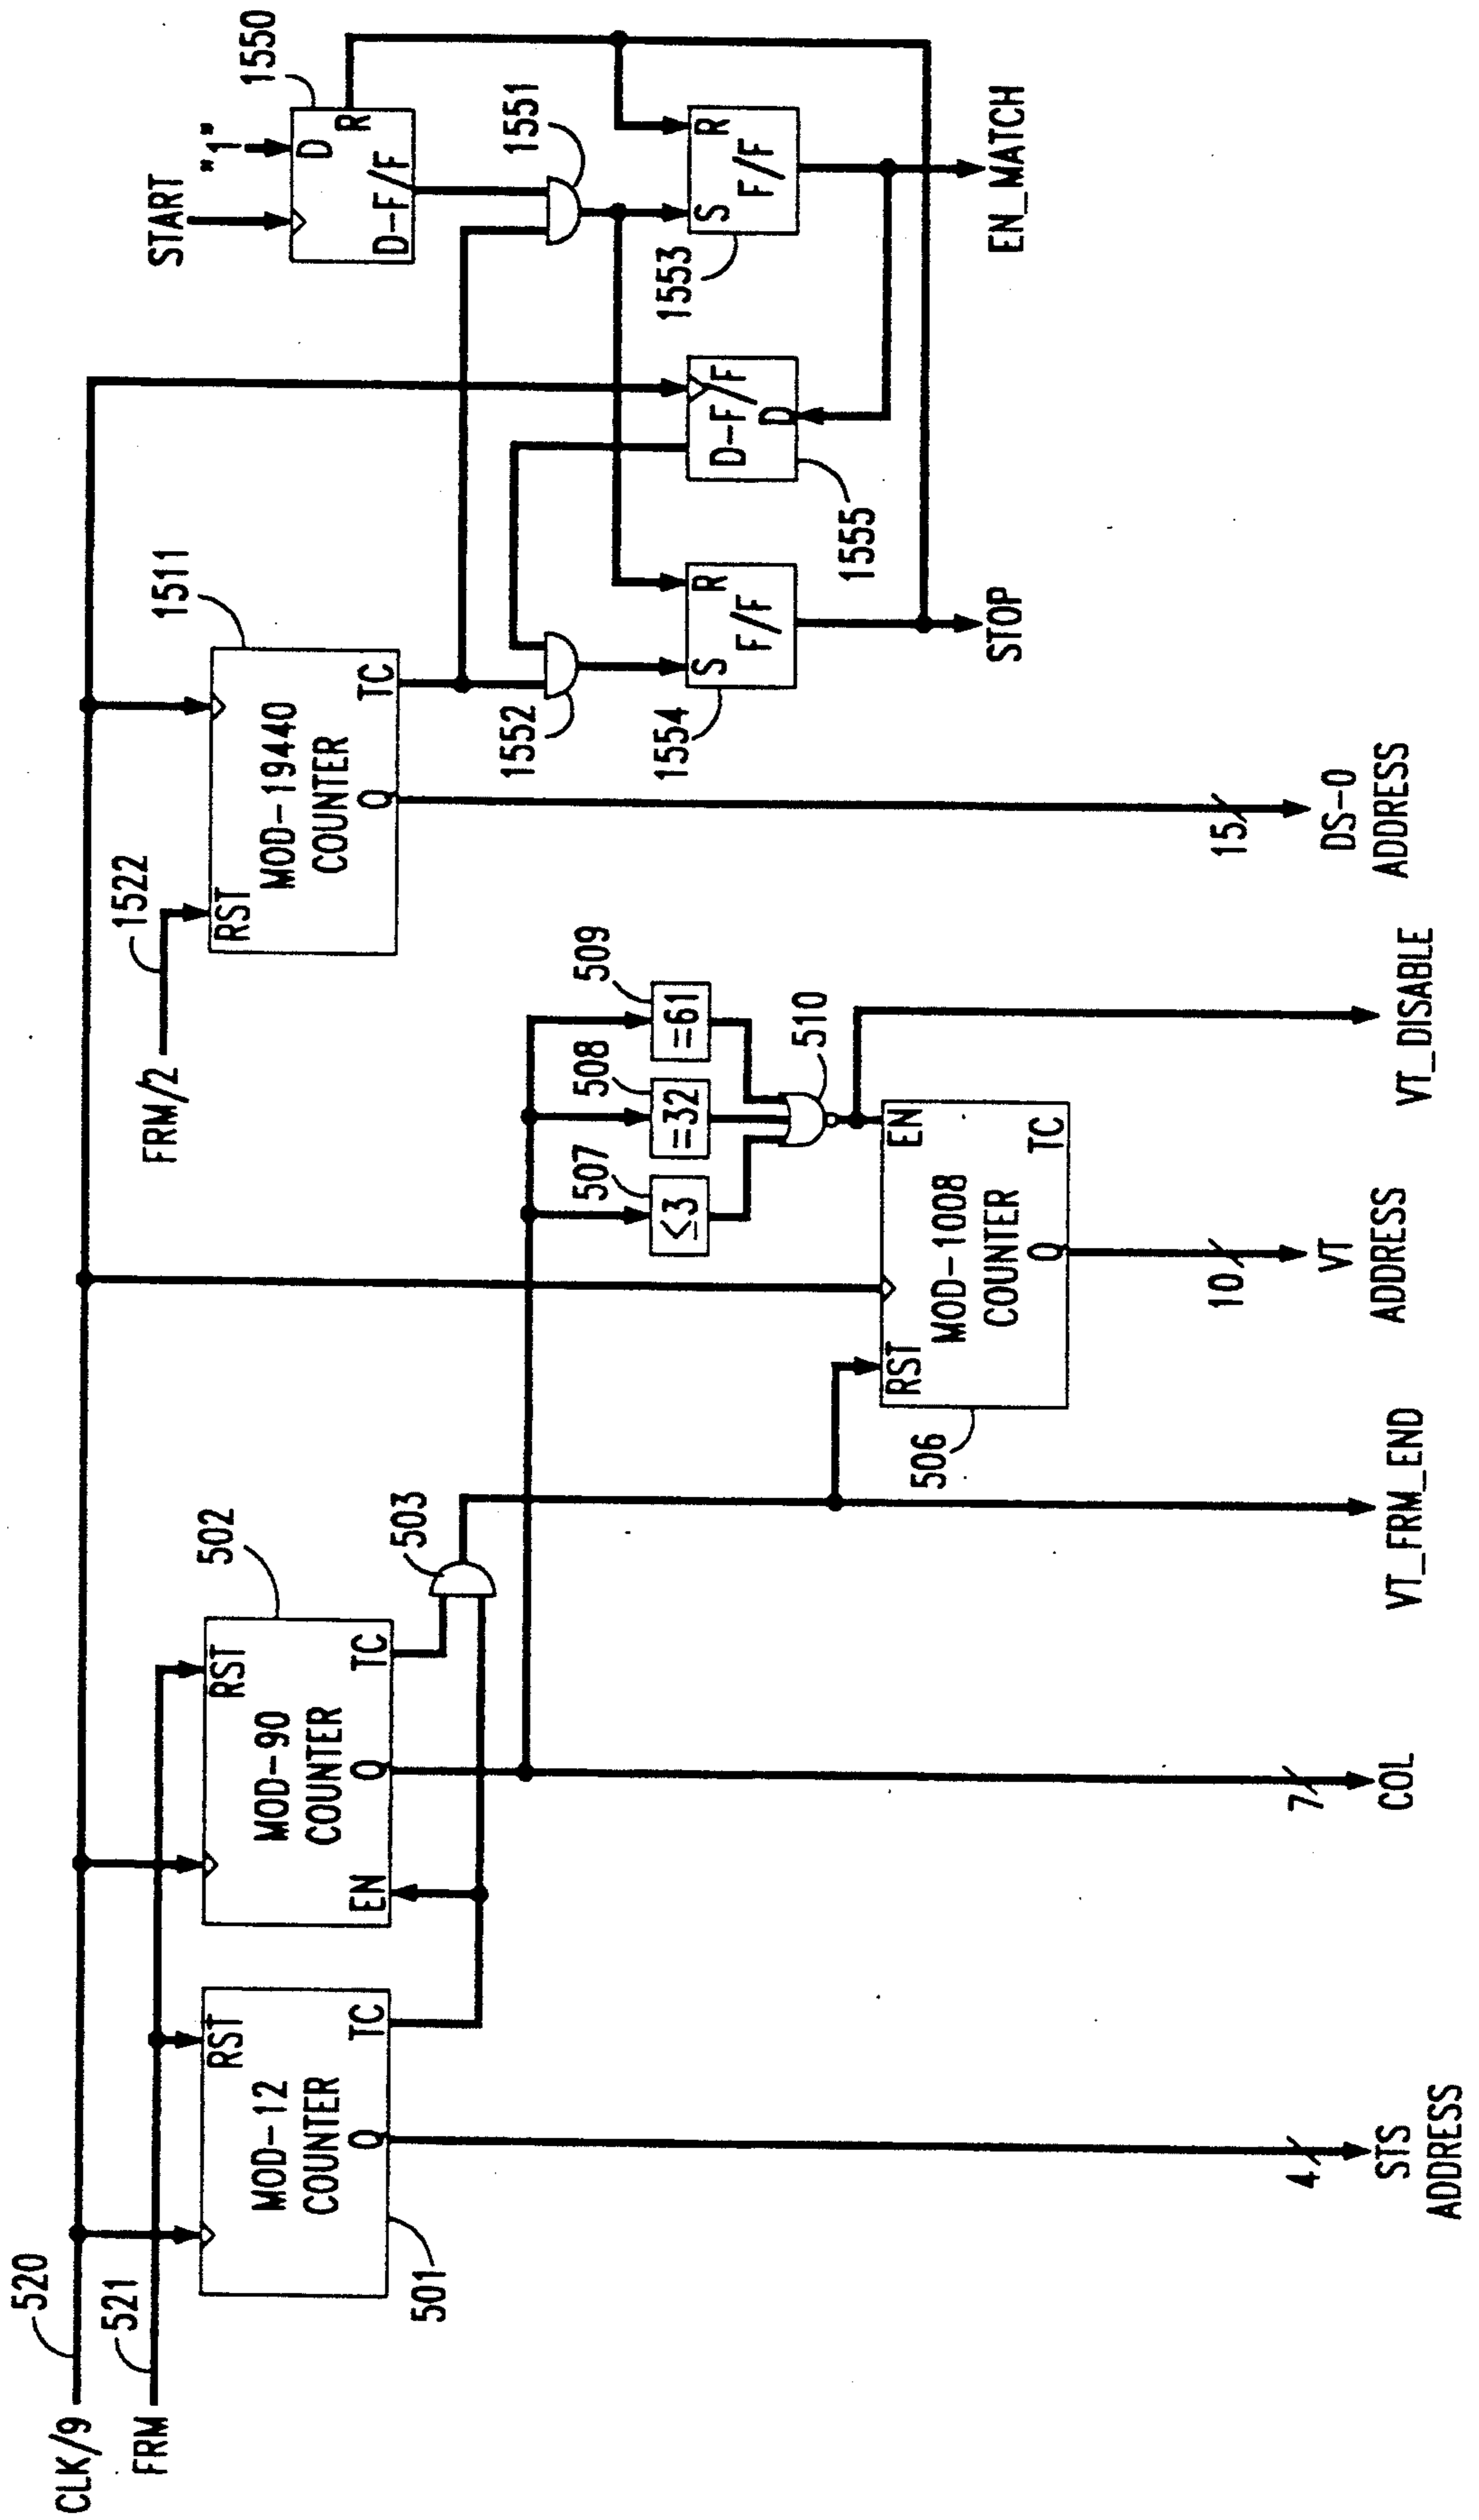 CLK/9
520
FRM
521
MOD-12
COUNTER
RST
Q
TC
501
MOD-90
COUNTER
RST
EN
Q
TC
502
503
FRM/2
1522
RST
MOD-19440
COUNTER
Q
TC
1511
START
"1"
D
R
D-F/F
1550
1551
1552
S
R
F/F
1553
S
R
F/F
1554
D-F/F
D
1555
≤3
507
=32
508
=61
509
510
RST
EN
MOD-1008
COUNTER
Q
TC
506
4
STS
ADDRESS
7
COL
VT_FRM_END
10
VT
ADDRESS
VT_DISABLE
15
DS-0
ADDRESS
STOP
EN_MATCH